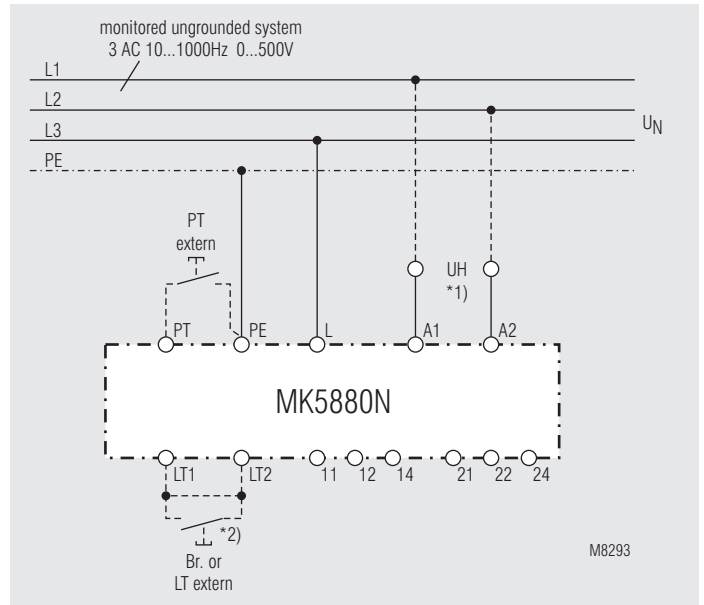 monitored ungrounded system
3 AC 10...1000Hz 0...500V
L1
L2
L3
UN
PE
PT
extern
UH
*1)
PT PE L A1 A2
MK5880N
LT1 LT2 11 12 14 21 22 24
*2)
Br. or
LT extern
M8293